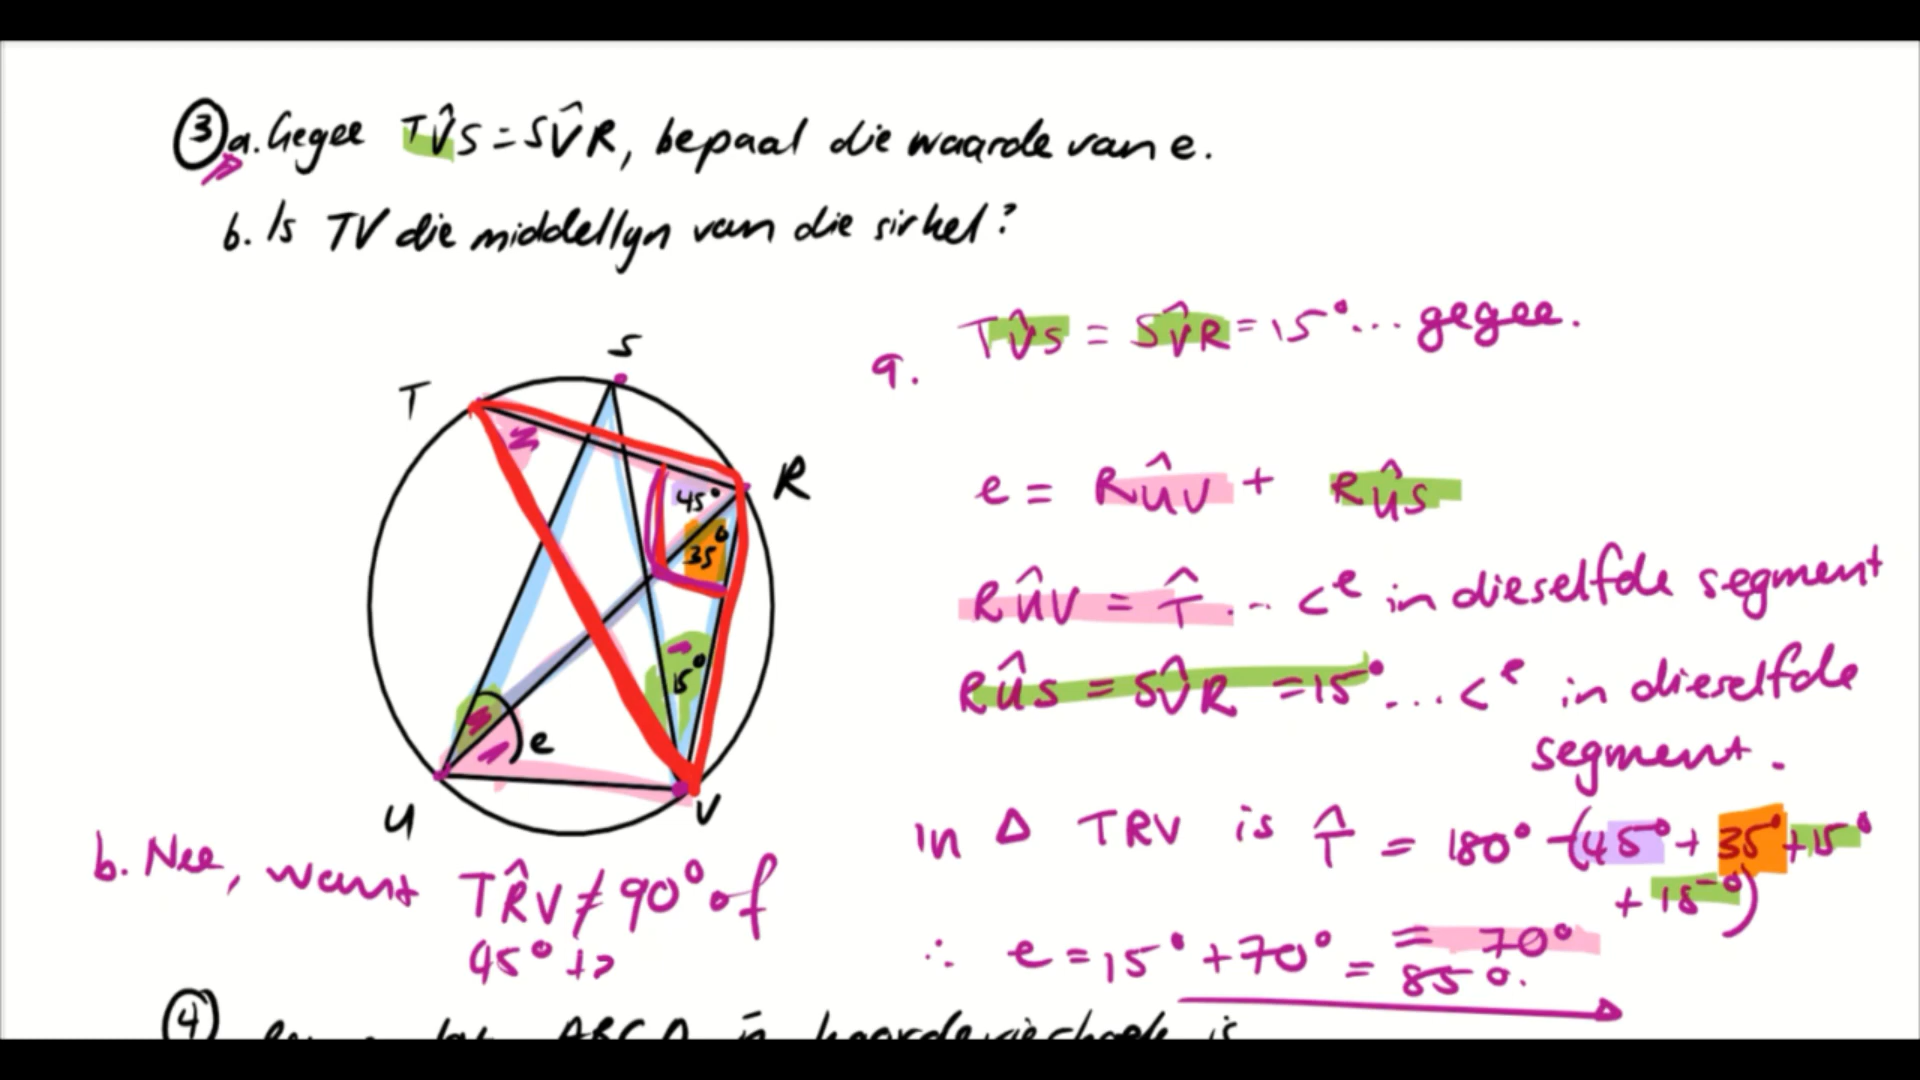 ③ a. Gegee TV̂S = SV̂R, bepaal die waarde van e.
b. Is TV die middellyn van die sirkel?
S
T
R
45°
35°
15°
e
U
V
a. TV̂S = SV̂R = 15° ... gegee.
e = RÛV + RÛS
RÛV = T̂ ... <ᵉ in dieselfde segment
RÛS = SV̂R = 15° ... <ᵉ in dieselfde
segment.
In Δ TRV is T̂ = 180° - (45° + 35° + 15°
+ 15°)
= 70°
∴ e = 15° + 70° = 85°.
b. Nee, want TR̂V ≠ 90° of
45° +
④